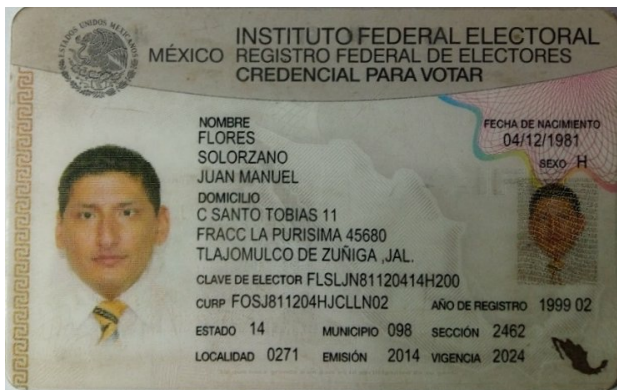 ESTADOS UNIDOS MEXICANOS
MÉXICO
INSTITUTO FEDERAL ELECTORAL
REGISTRO FEDERAL DE ELECTORES
CREDENCIAL PARA VOTAR
NOMBRE
FLORES
SOLORZANO
JUAN MANUEL
FECHA DE NACIMIENTO
04/12/1981
SEXO H
DOMICILIO
C SANTO TOBIAS 11
FRACC LA PURISIMA 45680
TLAJOMULCO DE ZUÑIGA ,JAL.
CLAVE DE ELECTOR FLSLJN81120414H200
CURP FOSJ811204HJCLLN02 AÑO DE REGISTRO 1999 02
ESTADO 14 MUNICIPIO 098 SECCIÓN 2462
LOCALIDAD 0271 EMISIÓN 2014 VIGENCIA 2024